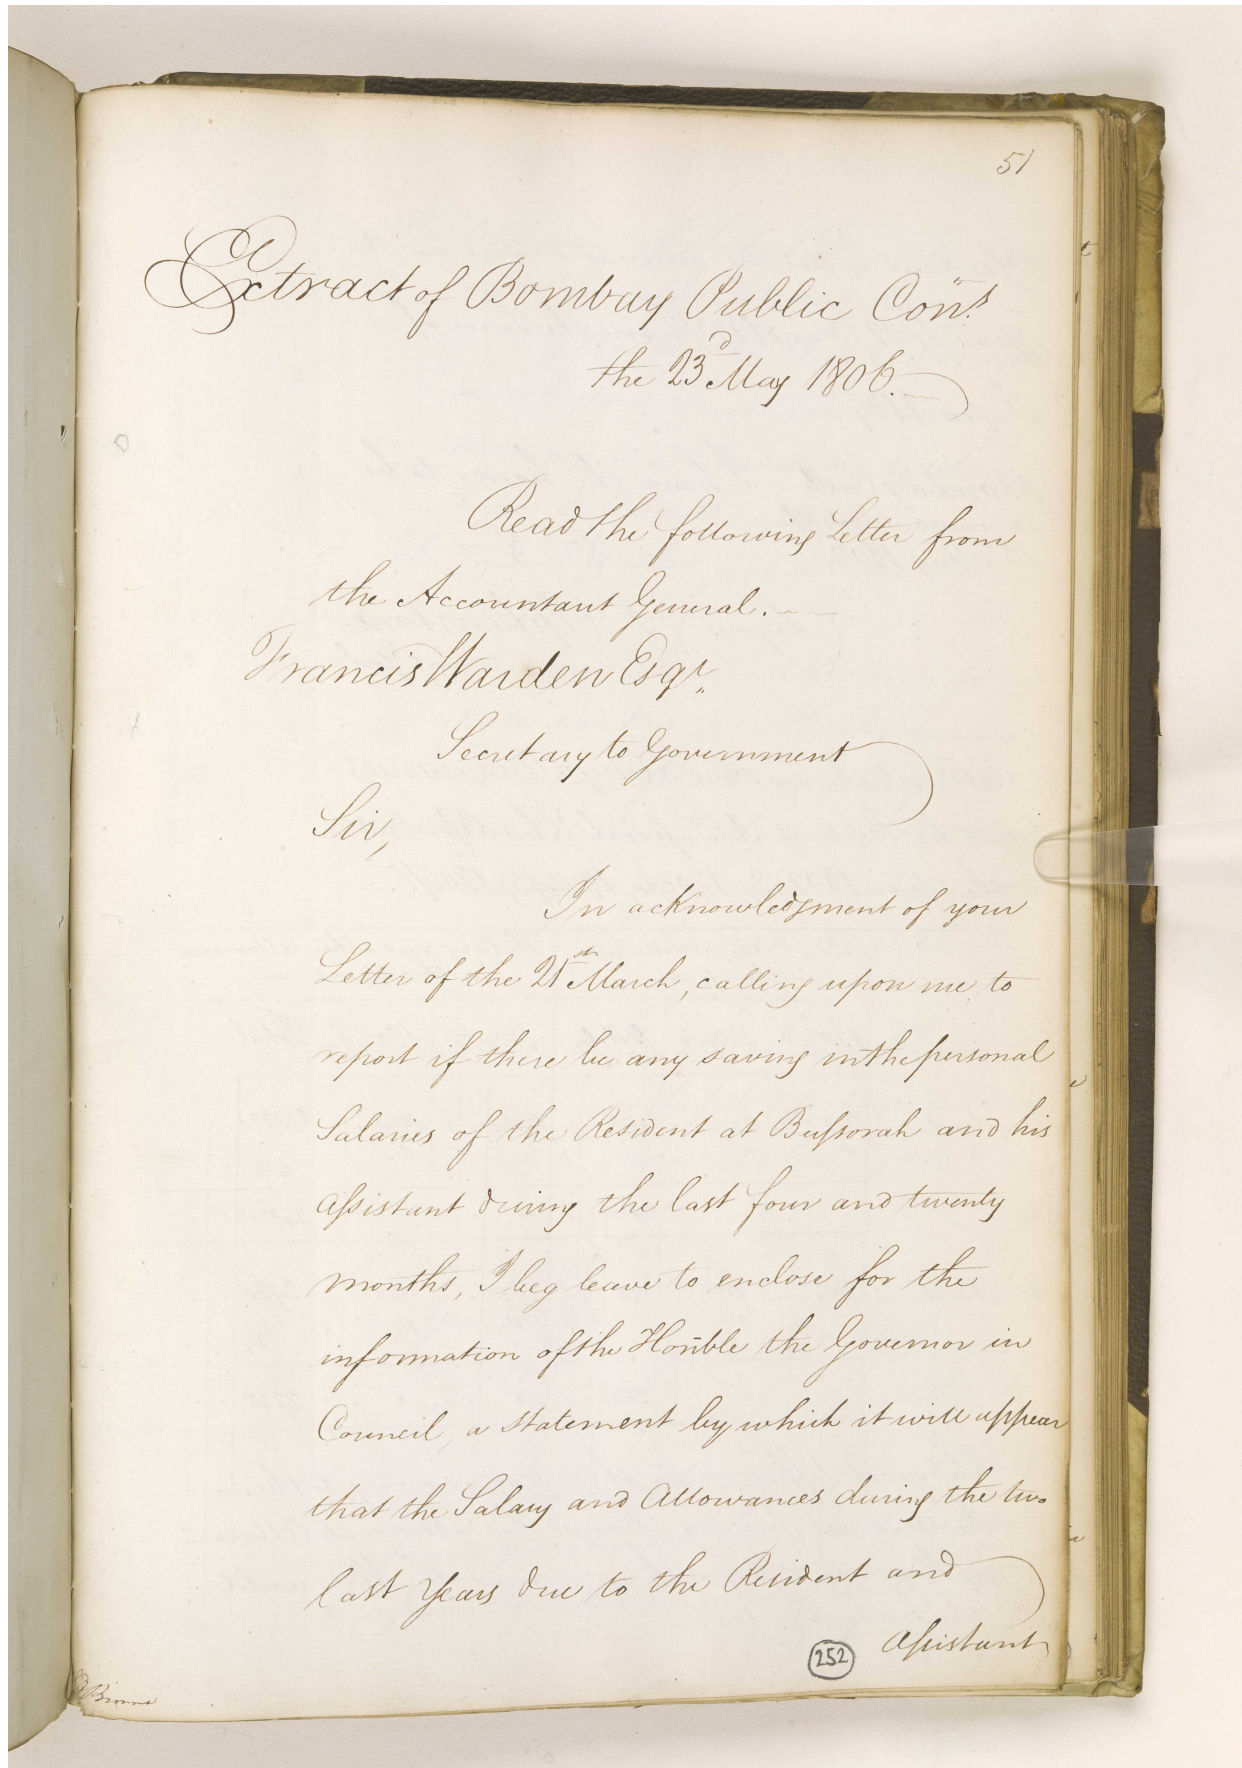 51
Extract of Bombay Public Cons.
the 23d May 1806.
Read the following Letter from
the Accountant General.
Francis Warden Esqr.
Secretary to Government
Sir,
In acknowledgment of your
Letter of the 21st March, calling upon me to
report if there be any saving in the personal
Salaries of the Resident at Bussorah and his
Assistant during the last four and twenty
months, I beg leave to enclose for the
information of the Honble the Governor in
Council, a statement by which it will appear
that the Salary and Allowances during the two
last Years due to the Resident and
Assistant
252